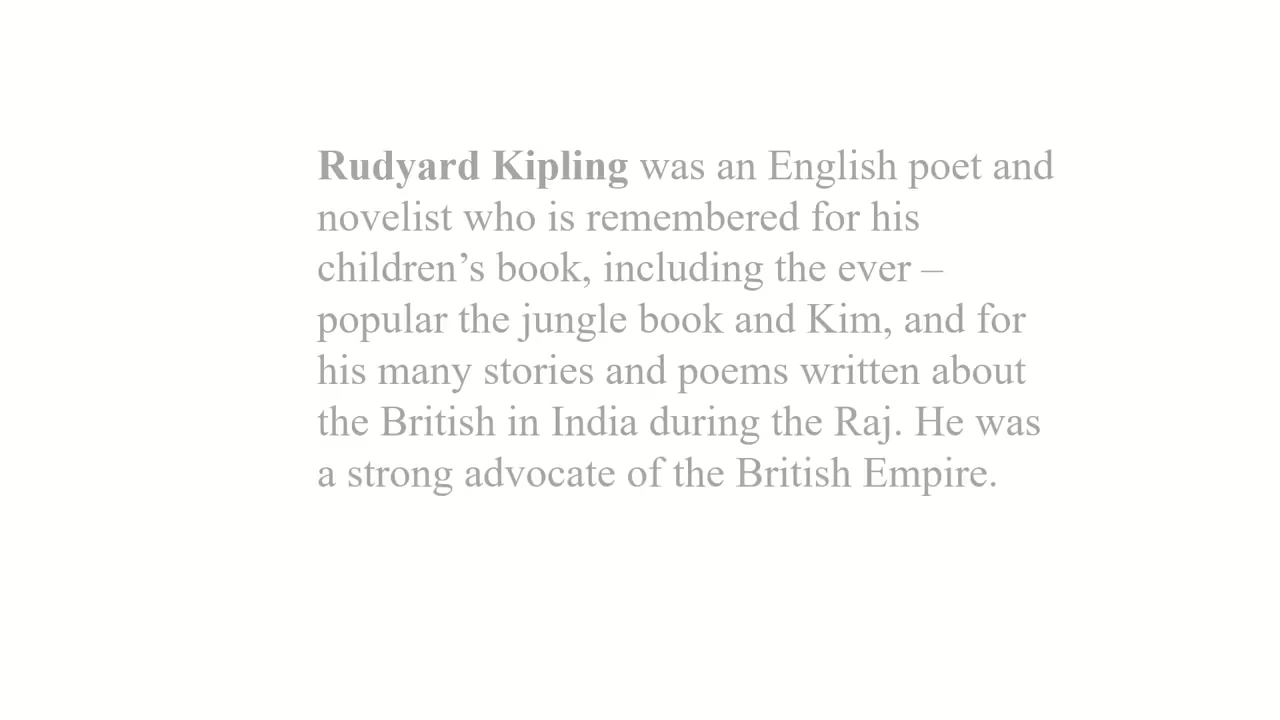 Rudyard Kipling was an English poet and
novelist who is remembered for his
children’s book, including the ever –
popular the jungle book and Kim, and for
his many stories and poems written about
the British in India during the Raj. He was
a strong advocate of the British Empire.